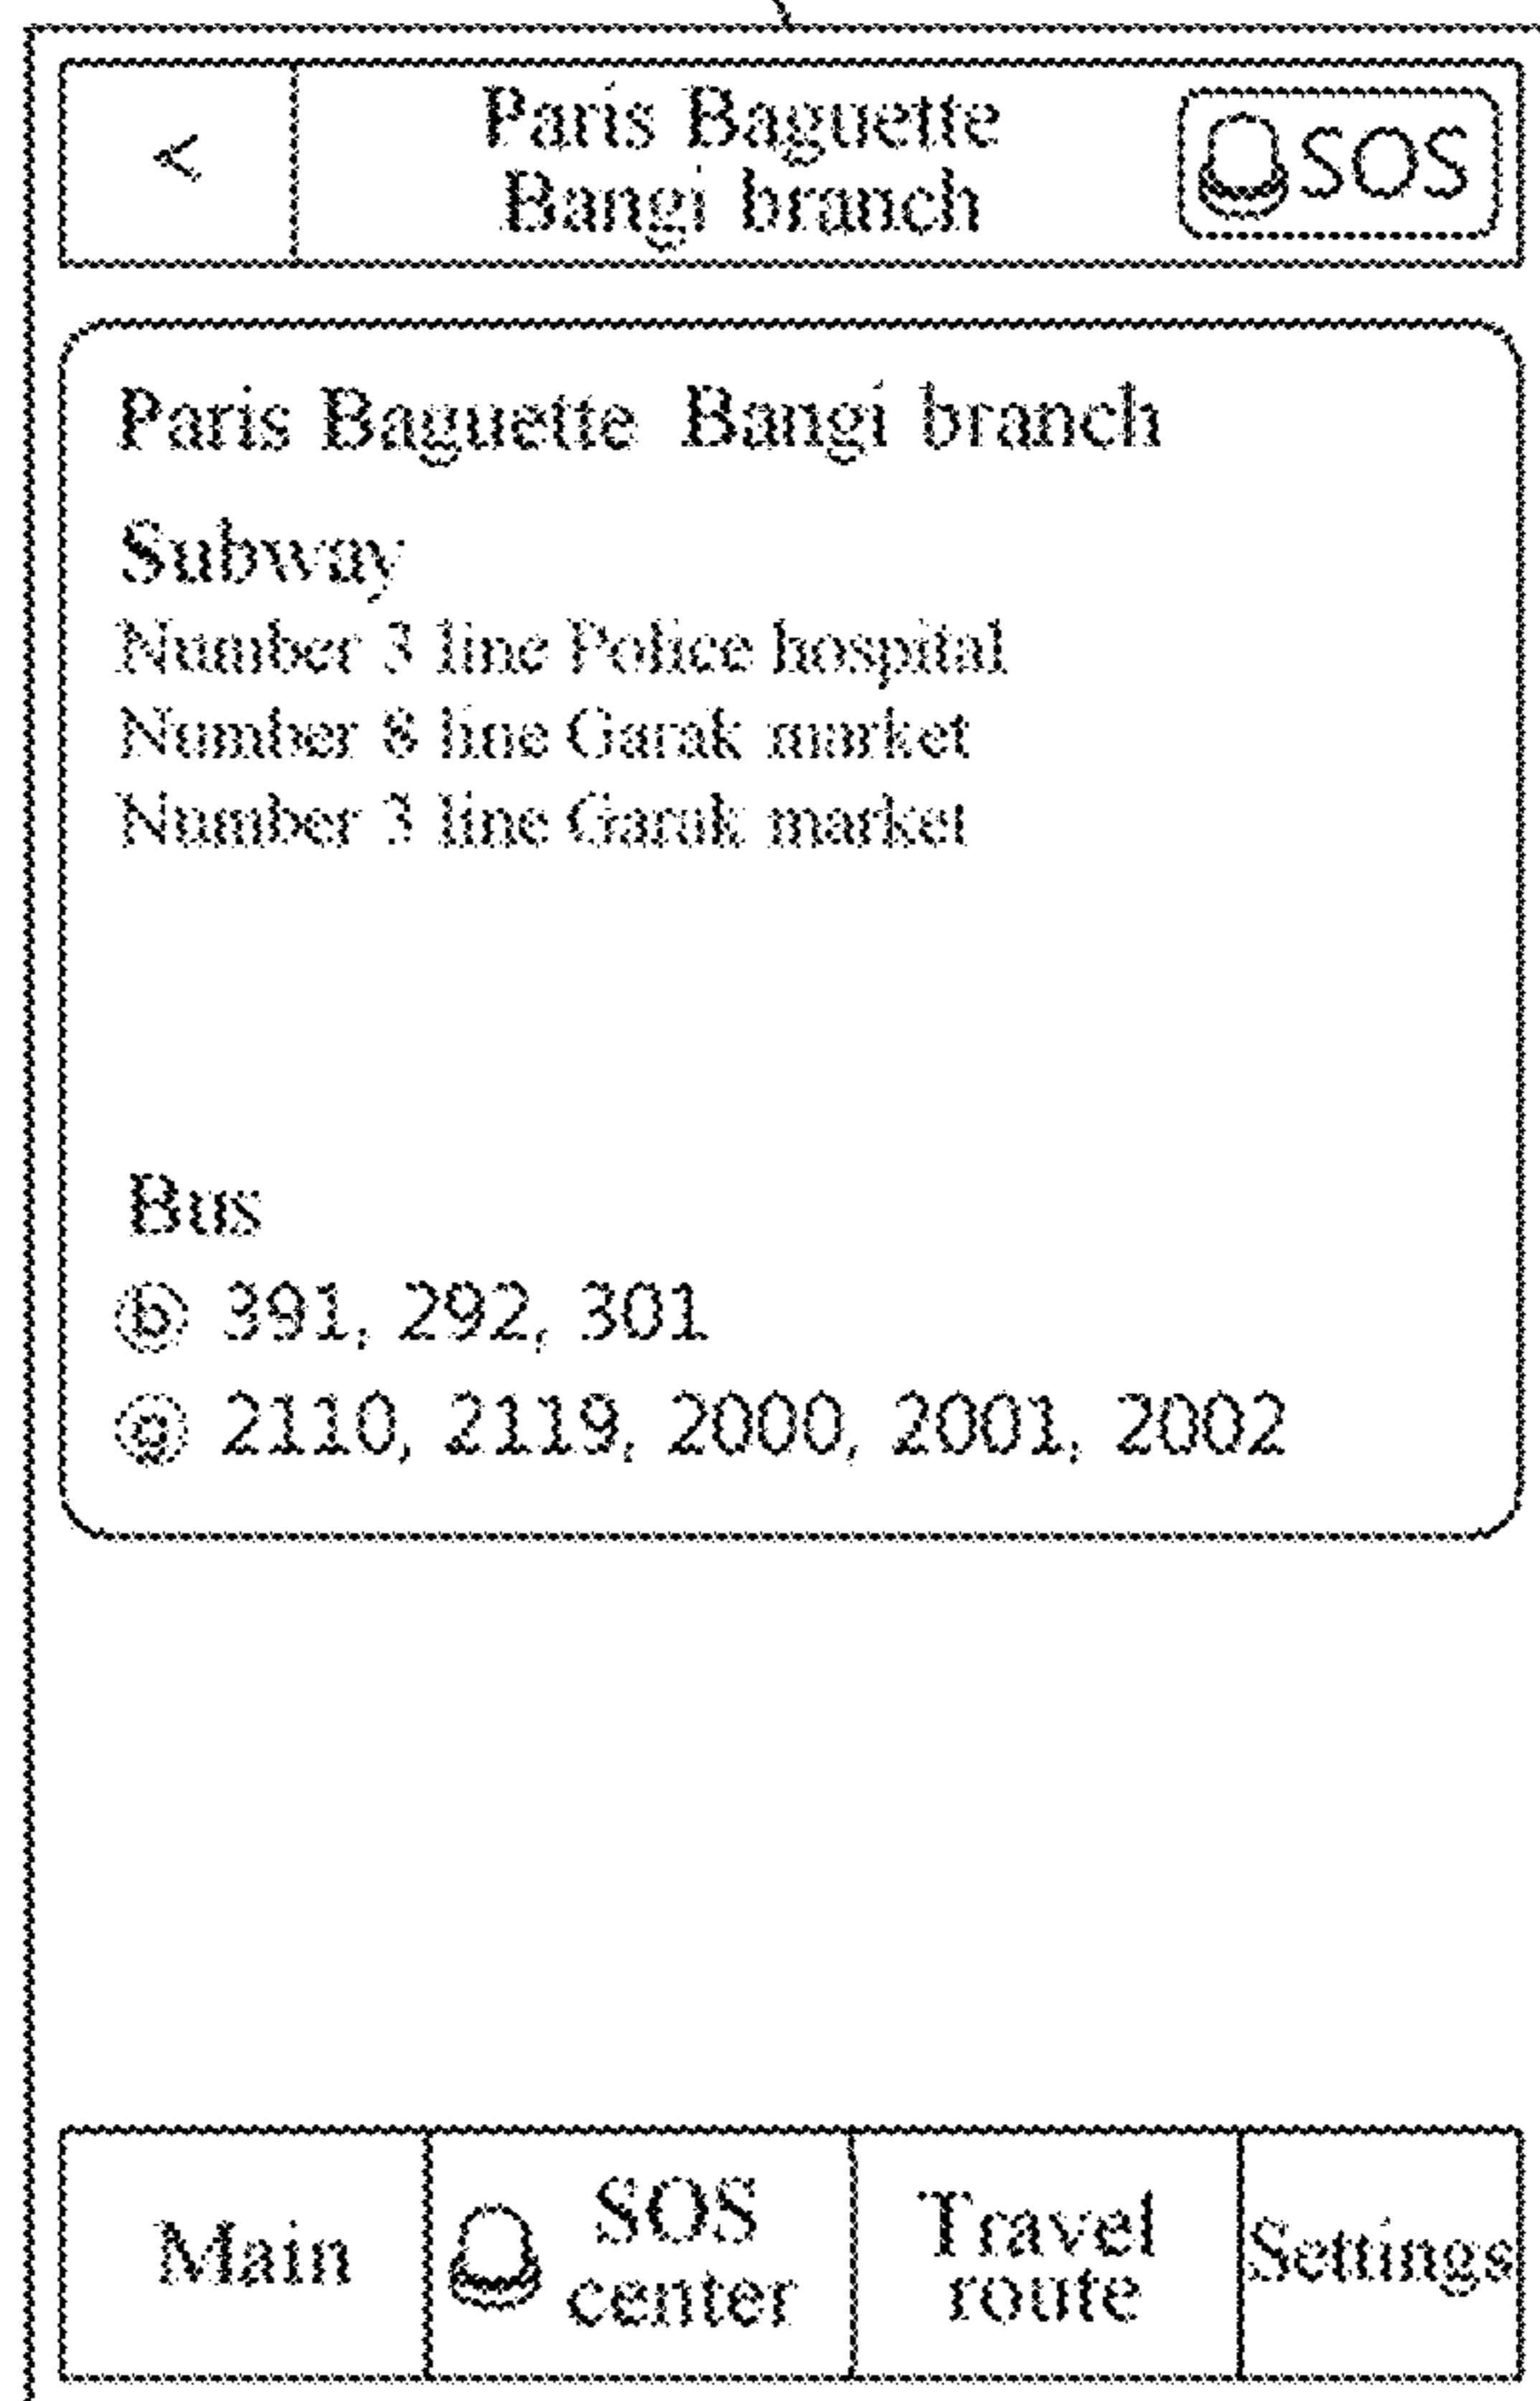 <
Paris Baguette
Bangi branch
SOS
Paris Baguette Bangi branch
Subway
Number 3 line Police hospital
Number 8 line Garak market
Number 3 line Garak market
Bus
ⓑ 391, 292, 301
ⓖ 2110, 2119, 2000, 2001, 2002
Main
SOS
center
Travel
route
Settings